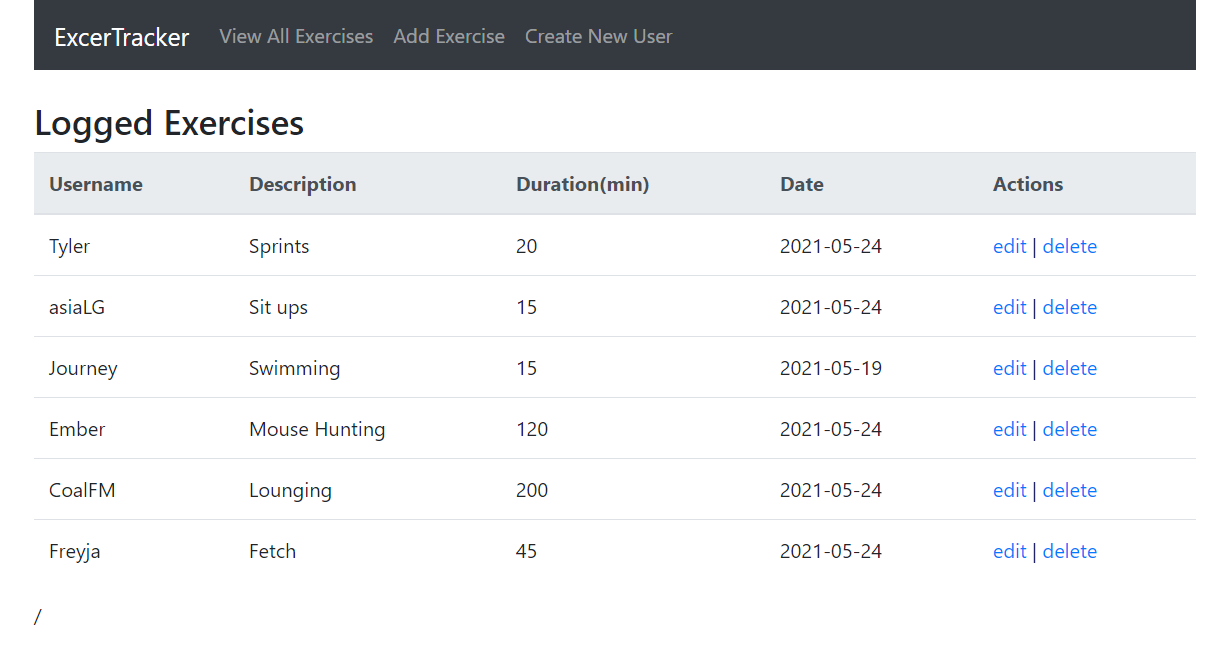 ExcerTracker View All Exercises Add Exercise Create New User
Logged Exercises
Username Description Duration(min) Date Actions
Tyler Sprints 20 2021-05-24 edit | delete
asiaLG Sit ups 15 2021-05-24 edit | delete
Journey Swimming 15 2021-05-19 edit | delete
Ember Mouse Hunting 120 2021-05-24 edit | delete
CoalFM Lounging 200 2021-05-24 edit | delete
Freyja Fetch 45 2021-05-24 edit | delete
/